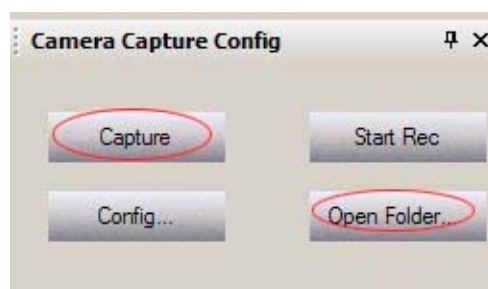 Camera Capture Config
Capture
Start Rec
Config...
Open Folder...